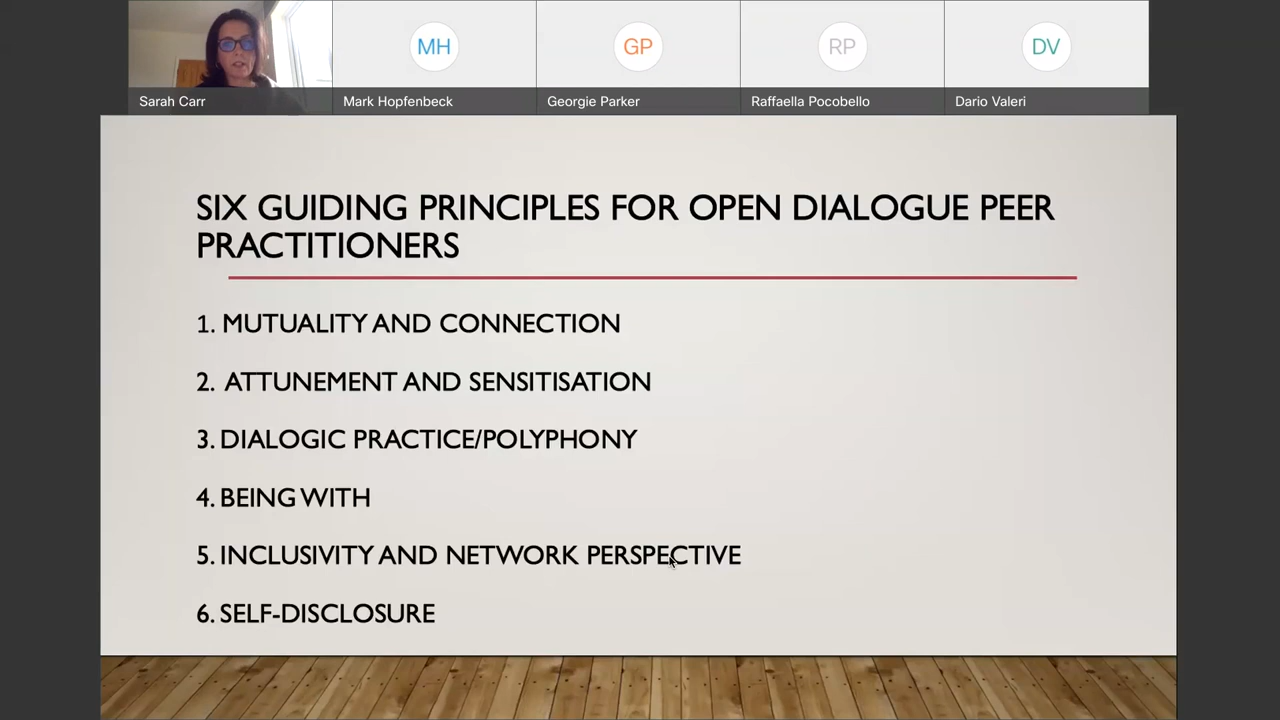 MH
GP
RP
DV
Sarah Carr
Mark Hopfenbeck
Georgie Parker
Raffaella Pocobello
Dario Valeri
SIX GUIDING PRINCIPLES FOR OPEN DIALOGUE PEER
PRACTITIONERS
1. MUTUALITY AND CONNECTION
2. ATTUNEMENT AND SENSITISATION
3. DIALOGIC PRACTICE/POLYPHONY
4. BEING WITH
5. INCLUSIVITY AND NETWORK PERSPECTIVE
6. SELF-DISCLOSURE